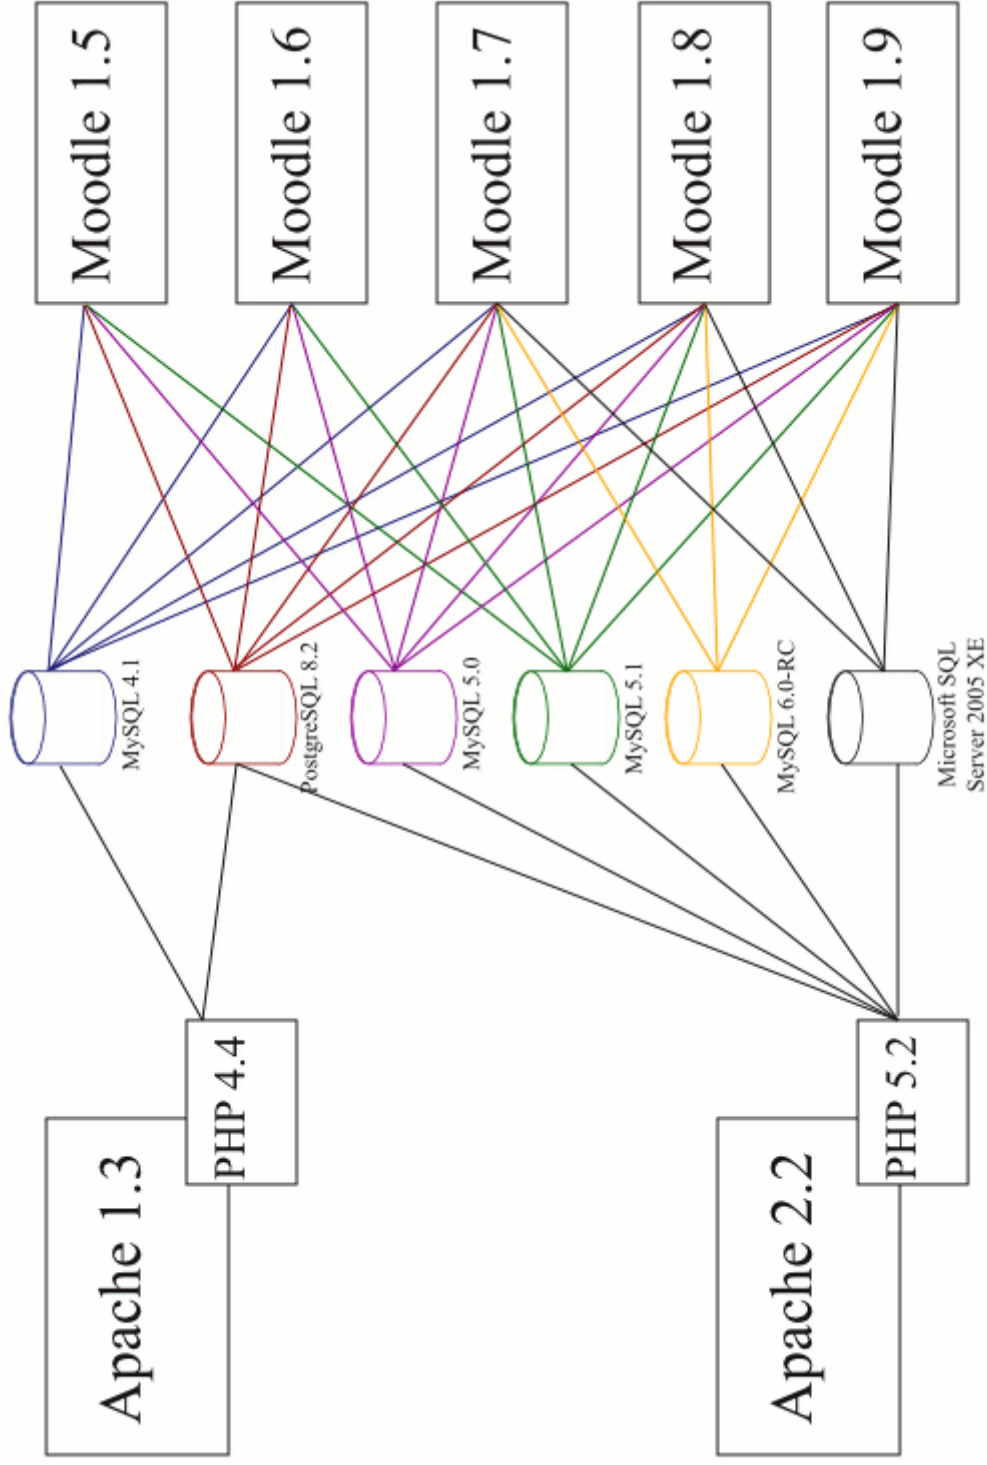 Moodle 1.5
Moodle 1.6
Moodle 1.7
Moodle 1.8
Moodle 1.9
MySQL 4.1
PostgreSQL 8.2
MySQL 5.0
MySQL 5.1
MySQL 6.0-RC
Microsoft SQL
Server 2005 XE
PHP 4.4
PHP 5.2
Apache 1.3
Apache 2.2